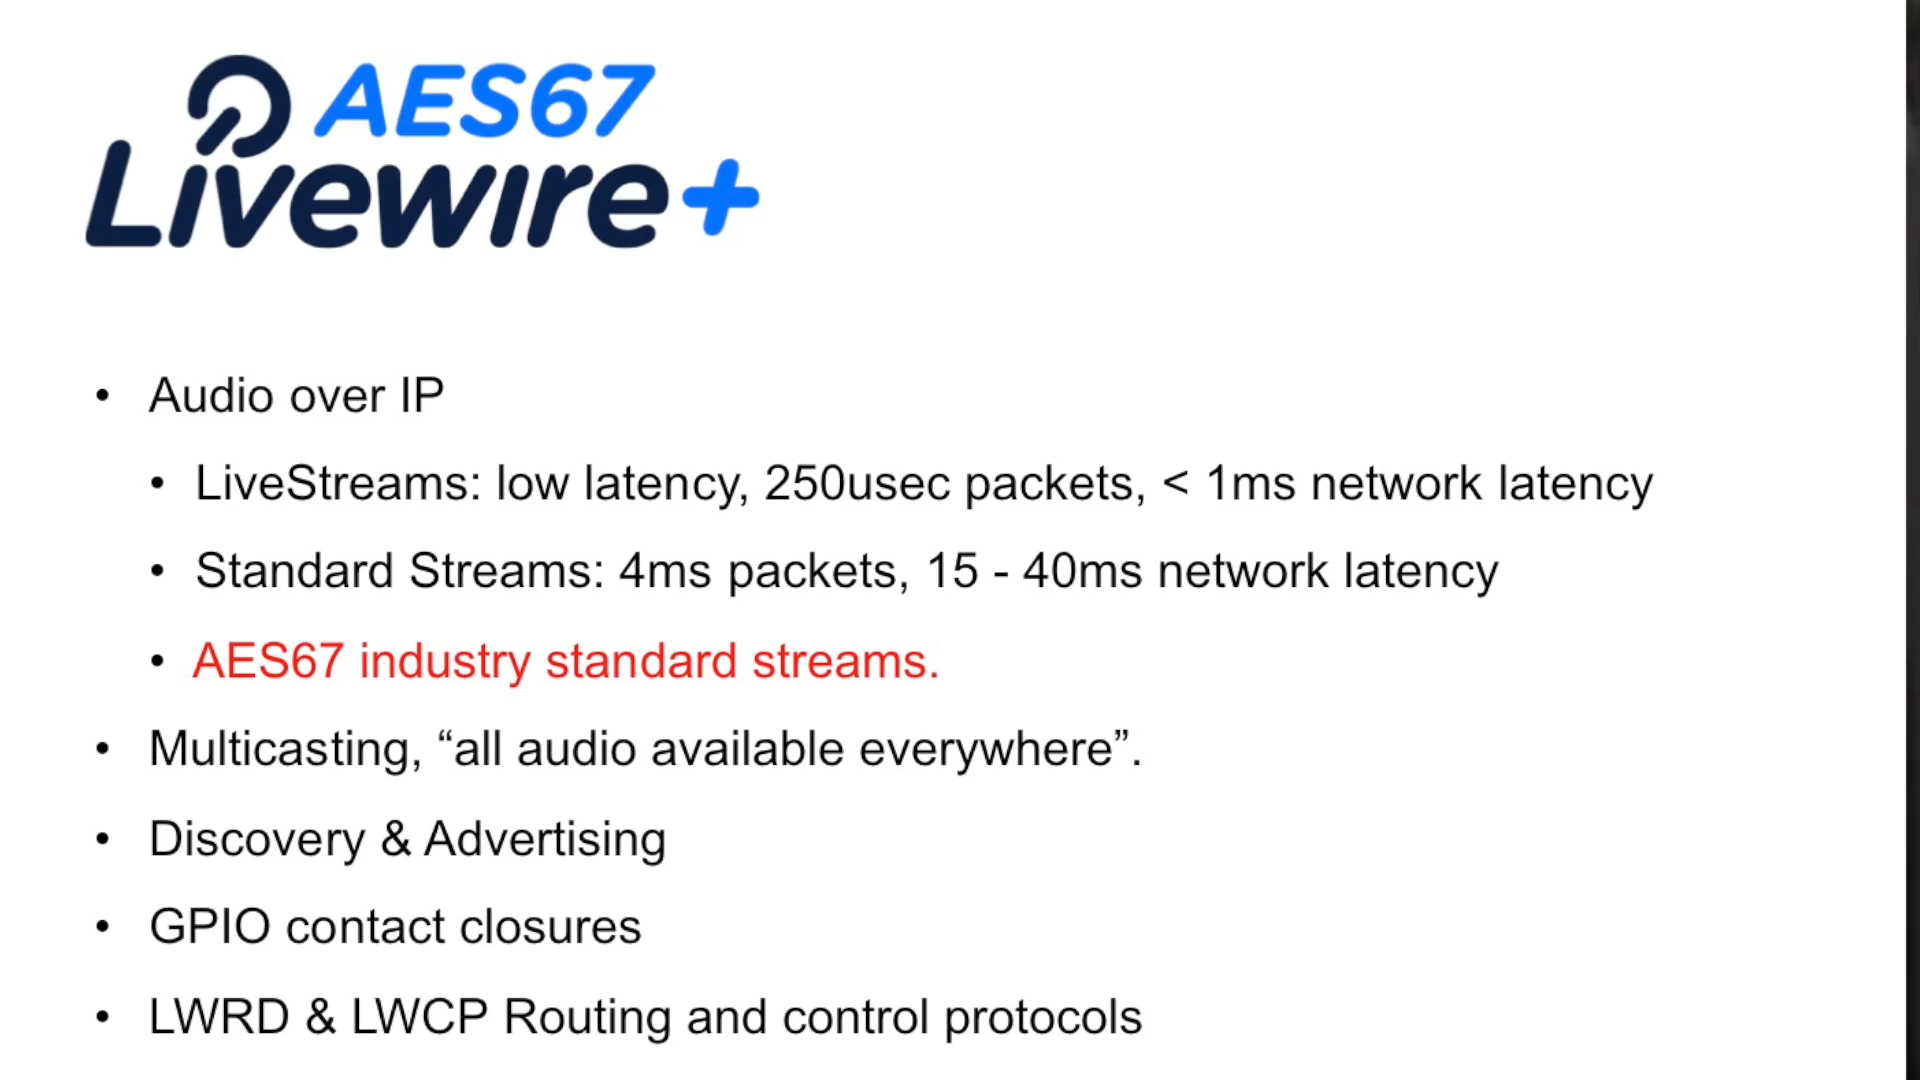 AES67
Livewire+
• Audio over IP
• LiveStreams: low latency, 250usec packets, < 1ms network latency
• Standard Streams: 4ms packets, 15 - 40ms network latency
• AES67 industry standard streams.
• Multicasting, “all audio available everywhere”.
• Discovery & Advertising
• GPIO contact closures
• LWRD & LWCP Routing and control protocols